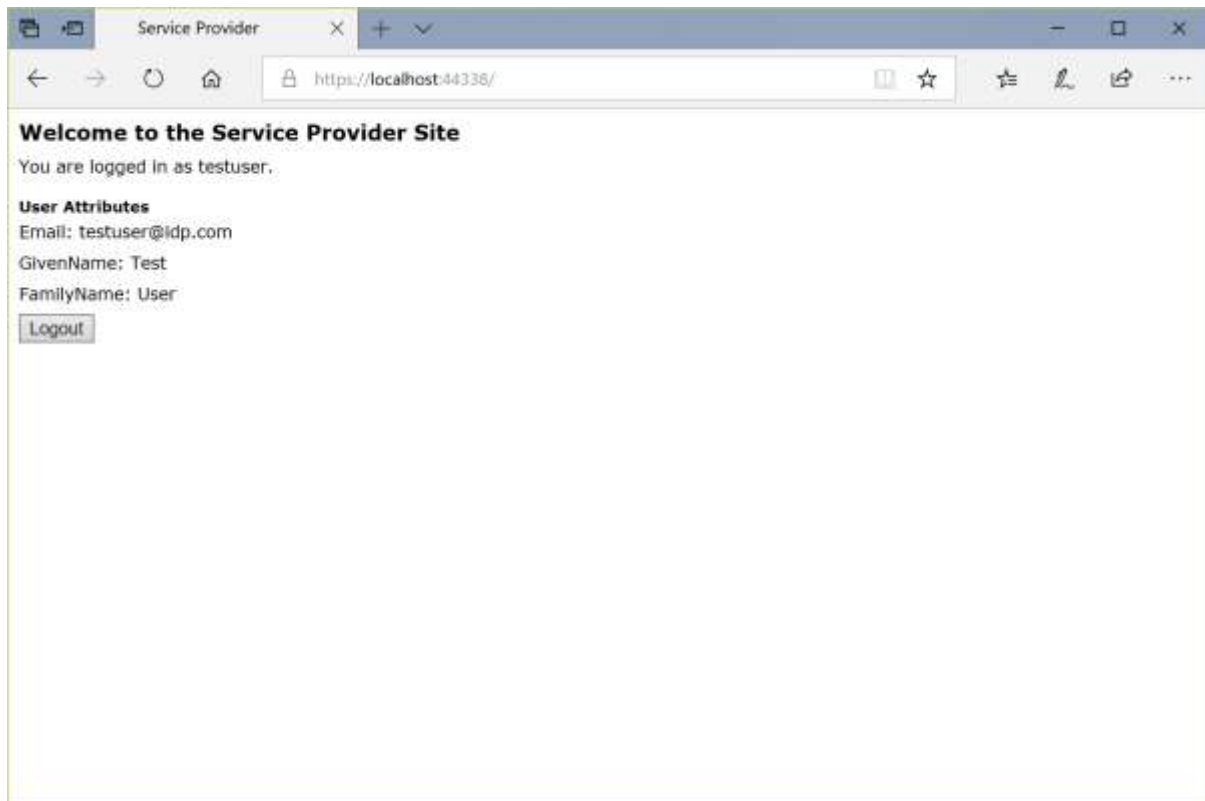 Service Provider
https://localhost:44338/
Welcome to the Service Provider Site
You are logged in as testuser.
User Attributes
Email: testuser@idp.com
GivenName: Test
FamilyName: User
Logout